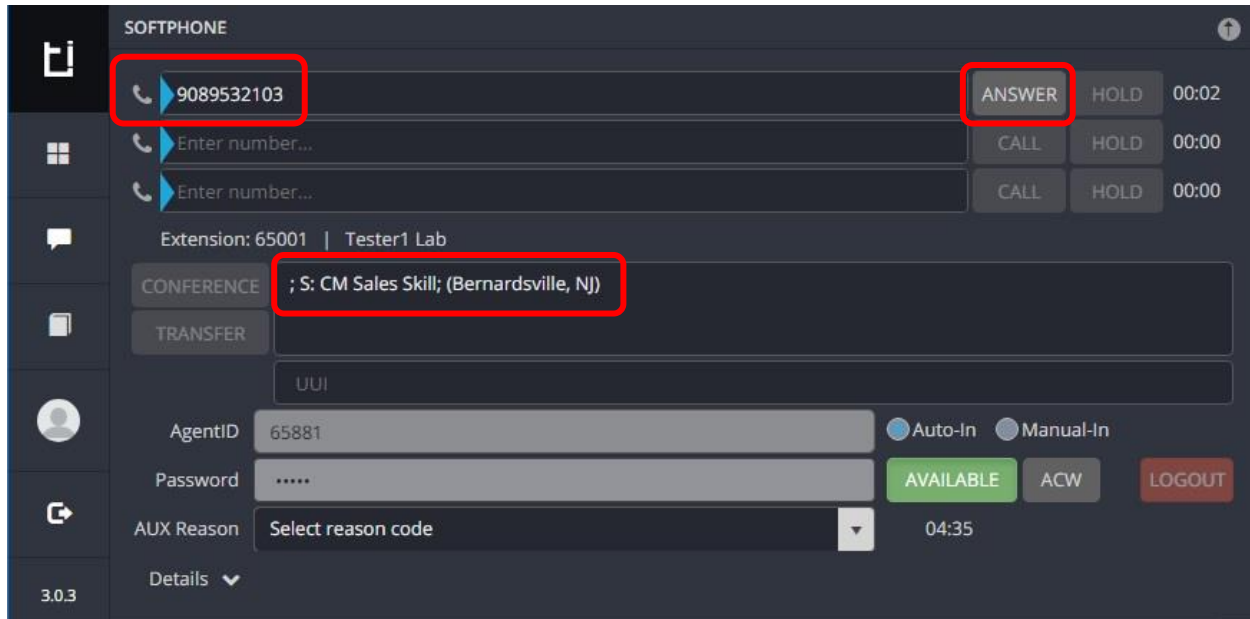 SOFTPHONE
9089532103 ANSWER HOLD 00:02
Enter number... CALL HOLD 00:00
Enter number... CALL HOLD 00:00
Extension: 65001 | Tester1 Lab
CONFERENCE ; S: CM Sales Skill; (Bernardsville, NJ)
TRANSFER
UUI
AgentID 65881 Auto-In Manual-In
Password ..... AVAILABLE ACW LOGOUT
AUX Reason Select reason code 04:35
Details
3.0.3